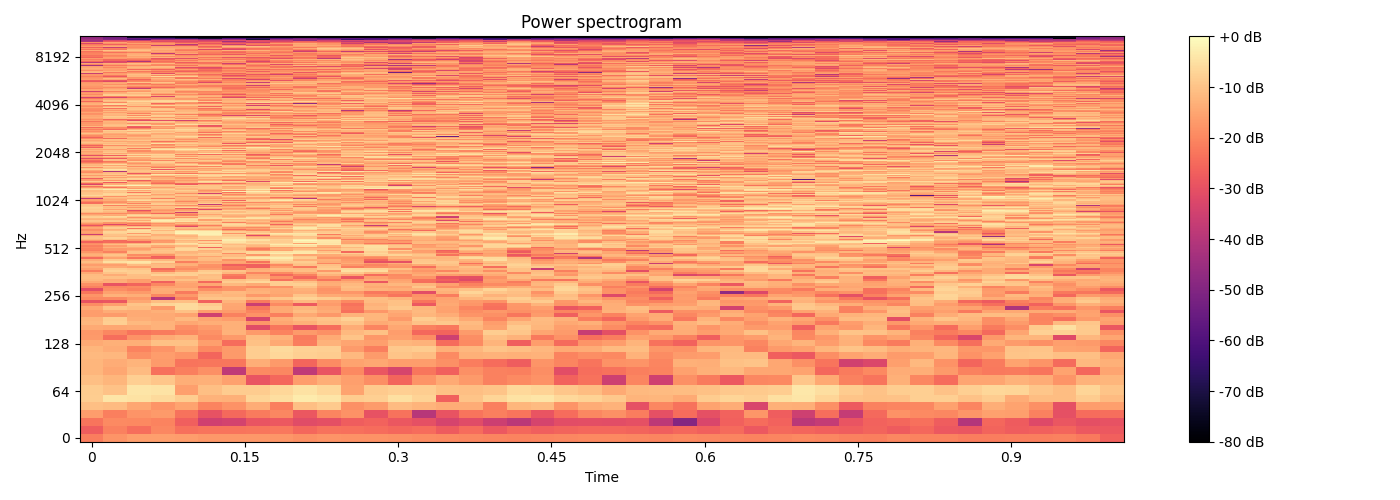 Power spectrogram
Hz
8192
4096
2048
1024
512
256
128
64
0
0 0.15 0.3 0.45 0.6 0.75 0.9
Time
+0 dB
-10 dB
-20 dB
-30 dB
-40 dB
-50 dB
-60 dB
-70 dB
-80 dB